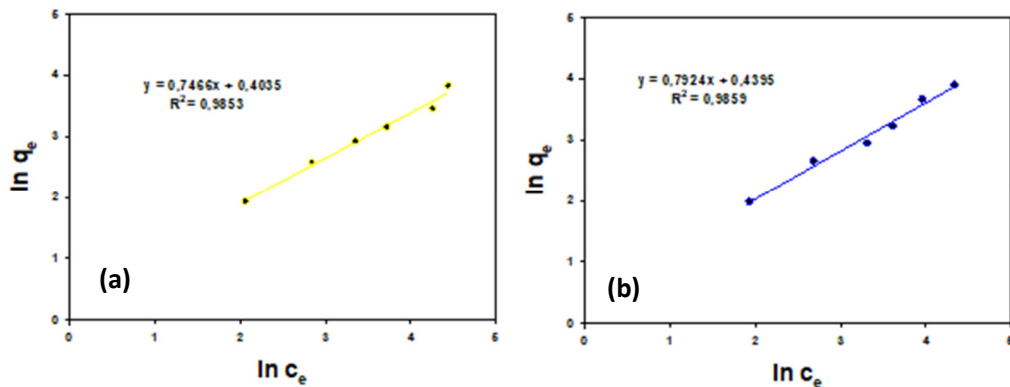 5
4
3
2
1
0
ln qₑ
y = 0,7466x + 0,4035
R² = 0,9853
(a)
0 1 2 3 4 5
ln cₑ
5
4
3
2
1
0
ln qₑ
y = 0,7924x + 0,4395
R² = 0,9859
(b)
0 1 2 3 4 5
ln cₑ